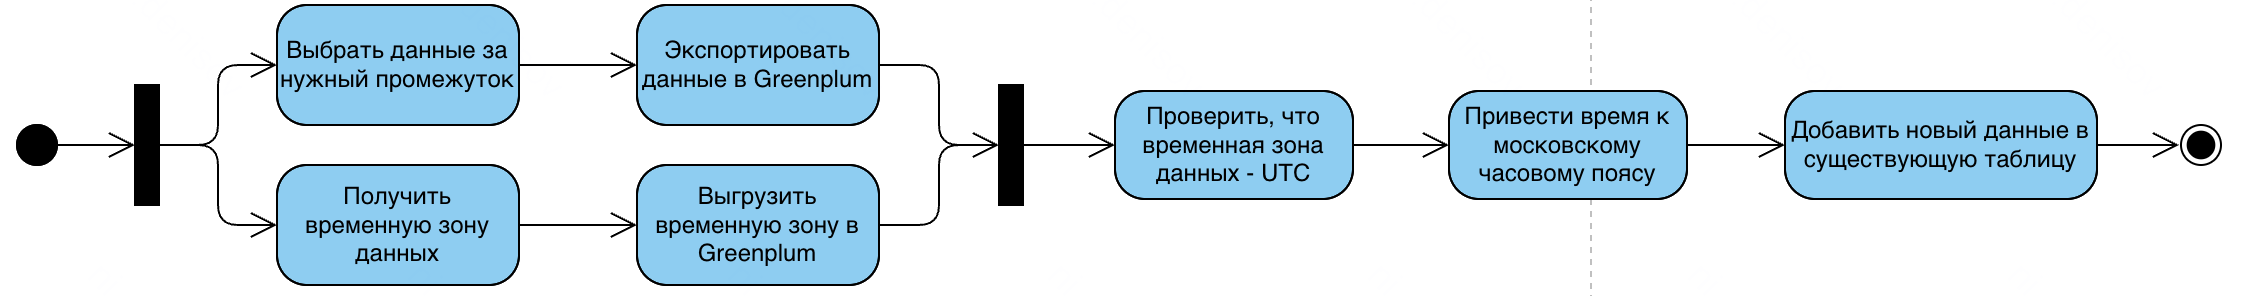 Выбрать данные за
нужный промежуток
Экспортировать
данные в Greenplum
Получить
временную зону
данных
Выгрузить
временную зону в
Greenplum
Проверить, что
временная зона
данных - UTC
Привести время к
московскому
часовому поясу
Добавить новый данные в
существующую таблицу